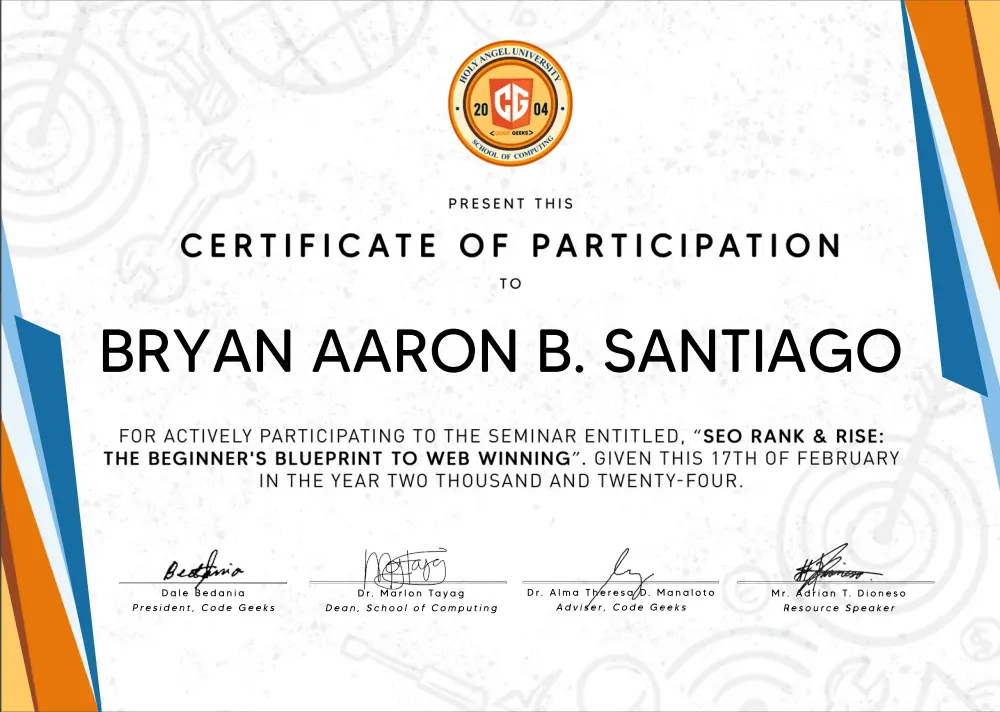 HOLY ANGEL UNIVERSITY
20 CG 04
<CODE GEEKS>
SCHOOL OF COMPUTING
PRESENT THIS
CERTIFICATE OF PARTICIPATION
TO
BRYAN AARON B. SANTIAGO
FOR ACTIVELY PARTICIPATING TO THE SEMINAR ENTITLED, “SEO RANK & RISE:
THE BEGINNER'S BLUEPRINT TO WEB WINNING”. GIVEN THIS 17TH OF FEBRUARY
IN THE YEAR TWO THOUSAND AND TWENTY-FOUR.
Dale Bedania
President, Code Geeks
Dr. Marlon Tayag
Dean, School of Computing
Dr. Alma Theresa D. Manaloto
Adviser, Code Geeks
Mr. Adrian T. Dioneso
Resource Speaker